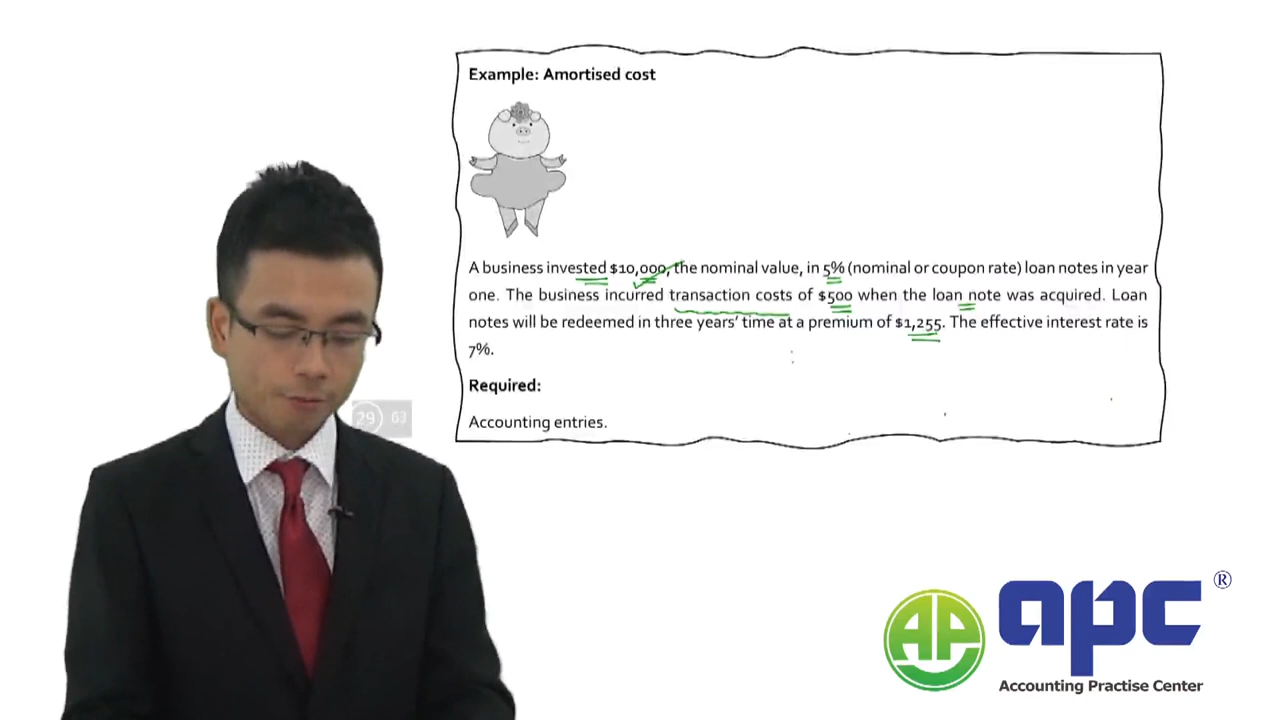 Example: Amortised cost
A business invested $10,000, the nominal value, in 5% (nominal or coupon rate) loan notes in year
one. The business incurred transaction costs of $500 when the loan note was acquired. Loan
notes will be redeemed in three years' time at a premium of $1,255. The effective interest rate is
7%.
Required:
Accounting entries.
29 63
AP
apc®
Accounting Practise Center